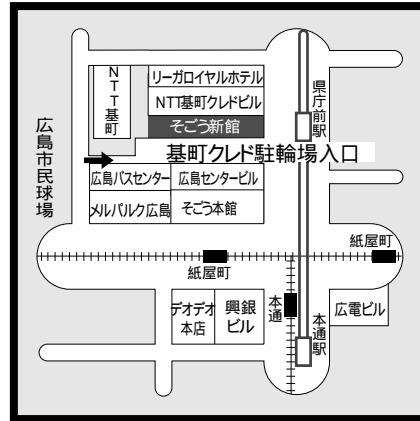 NTT基町
リーガロイヤルホテル
NTT基町クレドビル
そごう新館
県庁前駅
広島市民球場
基町クレド駐輪場入口
広島バスセンター
広島センタービル
メルパルク広島
そごう本館
紙屋町
紙屋町
デオデオ
本店
興銀
ビル
本通
本通駅
広電ビル